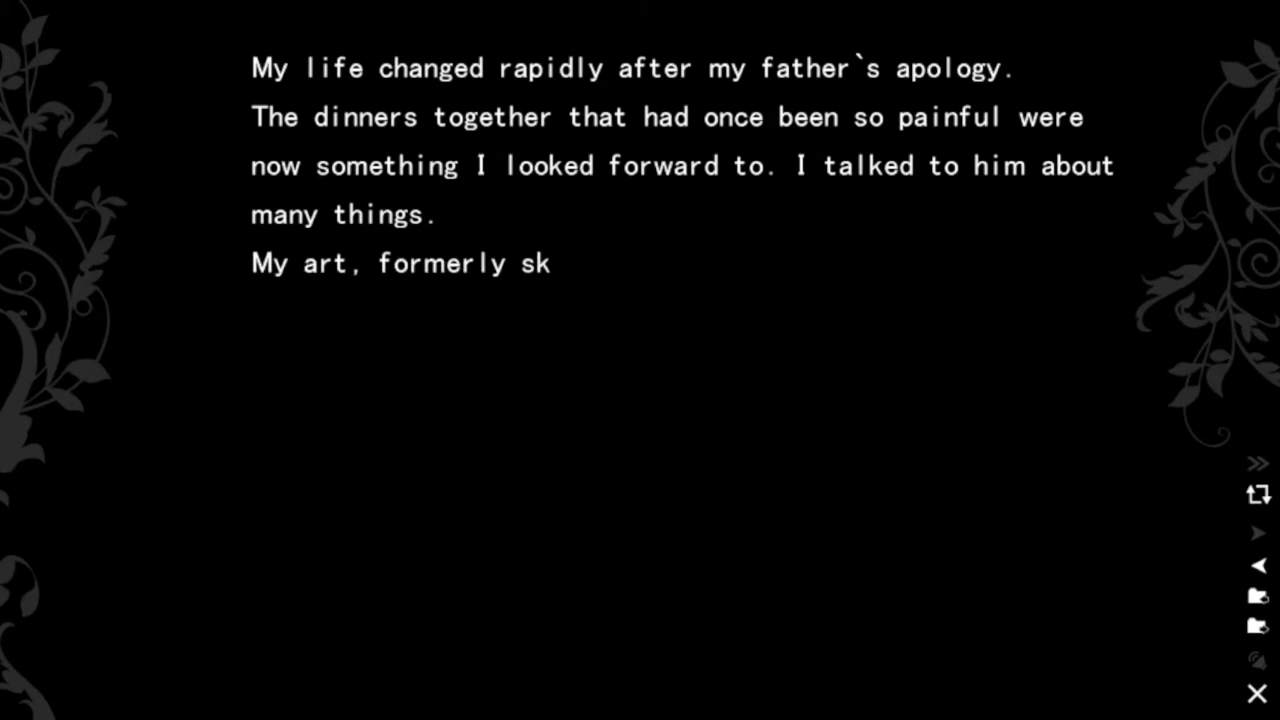 My life changed rapidly after my father`s apology.
The dinners together that had once been so painful were
now something I looked forward to. I talked to him about
many things.
My art, formerly sk